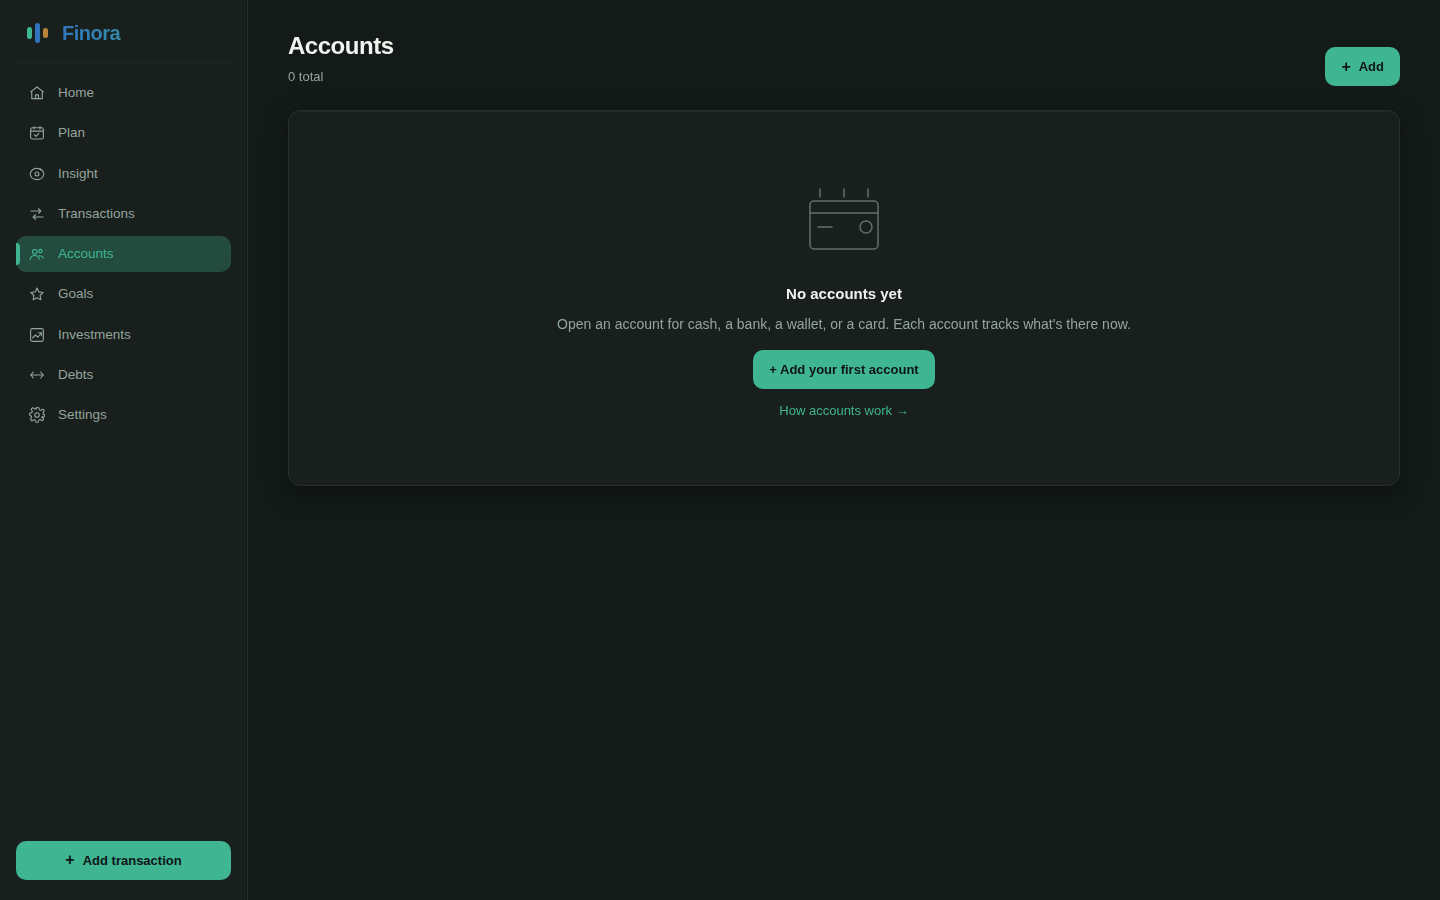 Finora
Home
Plan
Insight
Transactions
Accounts
Goals
Investments
Debts
Settings
+ Add transaction
Accounts
0 total
+ Add
No accounts yet
Open an account for cash, a bank, a wallet, or a card. Each account tracks what's there now.
+ Add your first account
How accounts work →